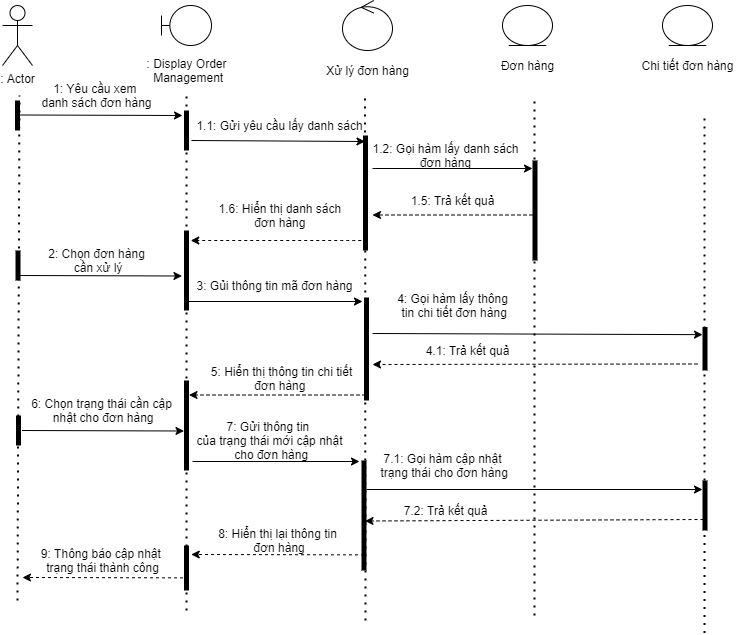 : Actor
: Display Order
Management
Xử lý đơn hàng
Đơn hàng
Chi tiết đơn hàng
1: Yêu cầu xem
danh sách đơn hàng
1.1: Gửi yêu cầu lấy danh sách
1.2: Gọi hàm lấy danh sách
đơn hàng
1.5: Trả kết quả
1.6: Hiển thị danh sách
đơn hàng
2: Chọn đơn hàng
cần xử lý
3: Gủi thông tin mã đơn hàng
4: Gọi hàm lấy thông
tin chi tiết đơn hàng
4.1: Trả kết quả
5: Hiển thị thông tin chi tiết
đơn hàng
6: Chọn trạng thái cần cập
nhật cho đơn hàng
7: Gửi thông tin
của trạng thái mới cập nhật
cho đơn hàng
7.1: Gọi hàm cập nhật
trạng thái cho đơn hàng
7.2: Trả kết quả
8: Hiển thị lại thông tin
đơn hàng
9: Thông báo cập nhật
trạng thái thành công